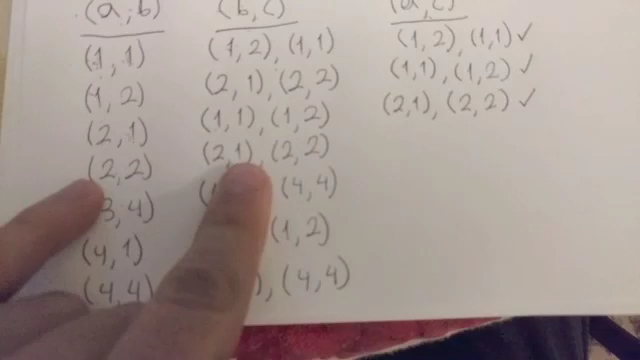 (a,b) (b,c) (a,c)
(1,1) (1,2), (1,1) (1,2), (1,1) ✓
(1,2) (2,1), (2,2) (1,1), (1,2) ✓
(2,1) (1,1), (1,2) (2,1), (2,2) ✓
(2,2) (2,1), (2,2)
3,4) (4,4)
(4,1) (1,2)
(4,4) ), (4,4)